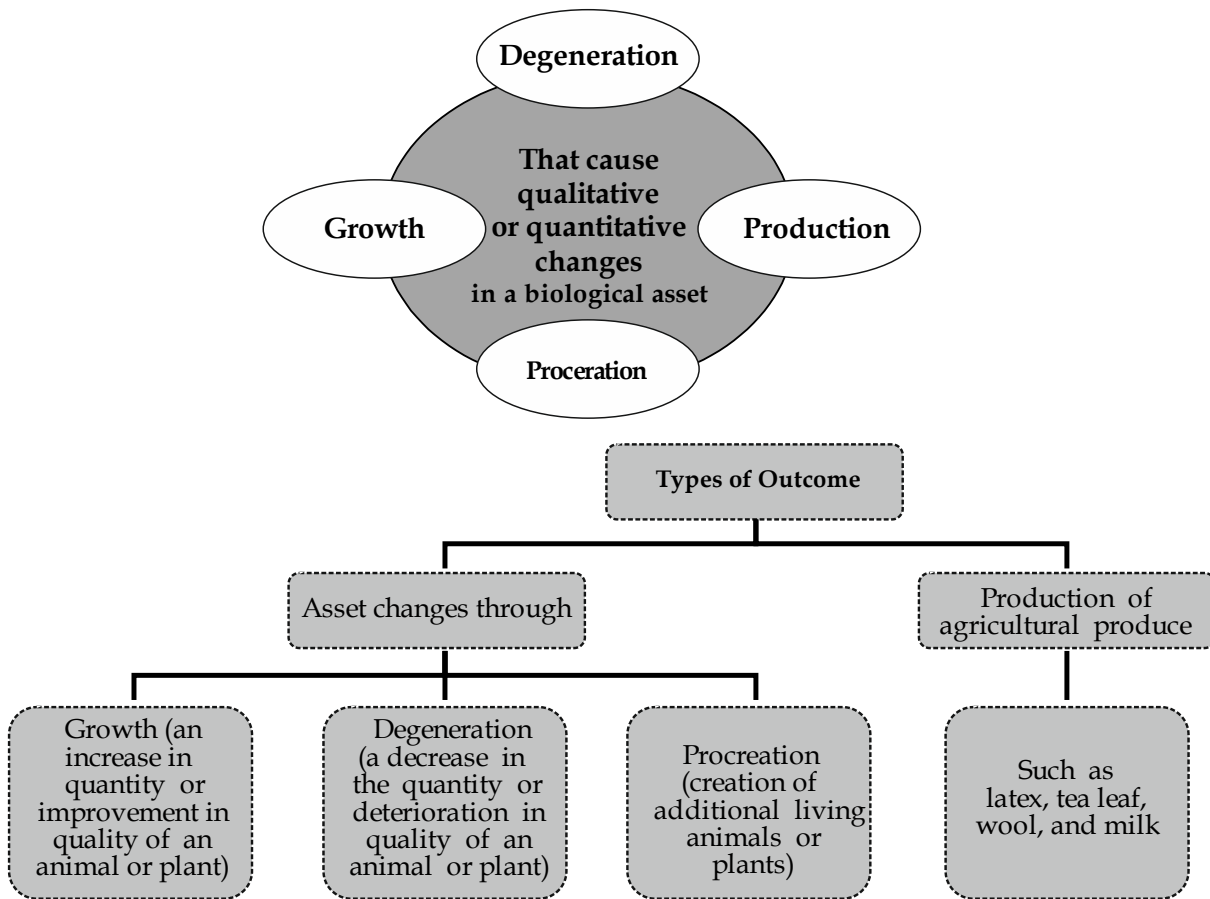 Degeneration
That cause
qualitative
or quantitative
changes
in a biological asset
Growth
Production
Proceration
Types of Outcome
Asset changes through
Production of
agricultural produce
Growth (an
increase in
quantity or
improvement in
quality of an
animal or plant)
Degeneration
(a decrease in
the quantity or
deterioration in
quality of an
animal or plant)
Procreation
(creation of
additional living
animals or
plants)
Such as
latex, tea leaf,
wool, and milk